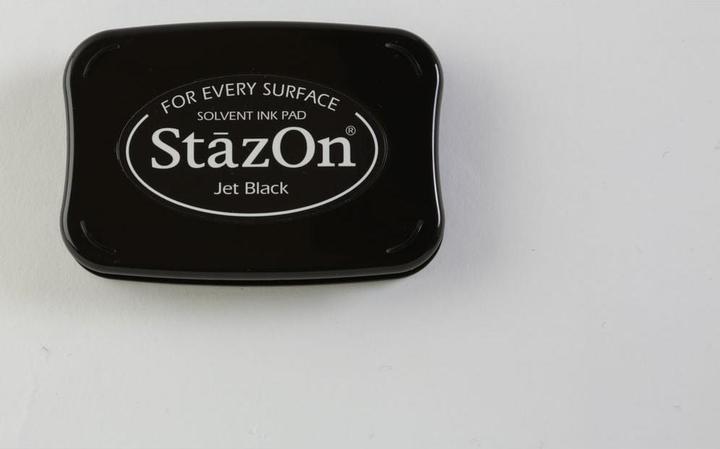 FOR EVERY SURFACE
SOLVENT INK PAD
StāzOn®
Jet Black